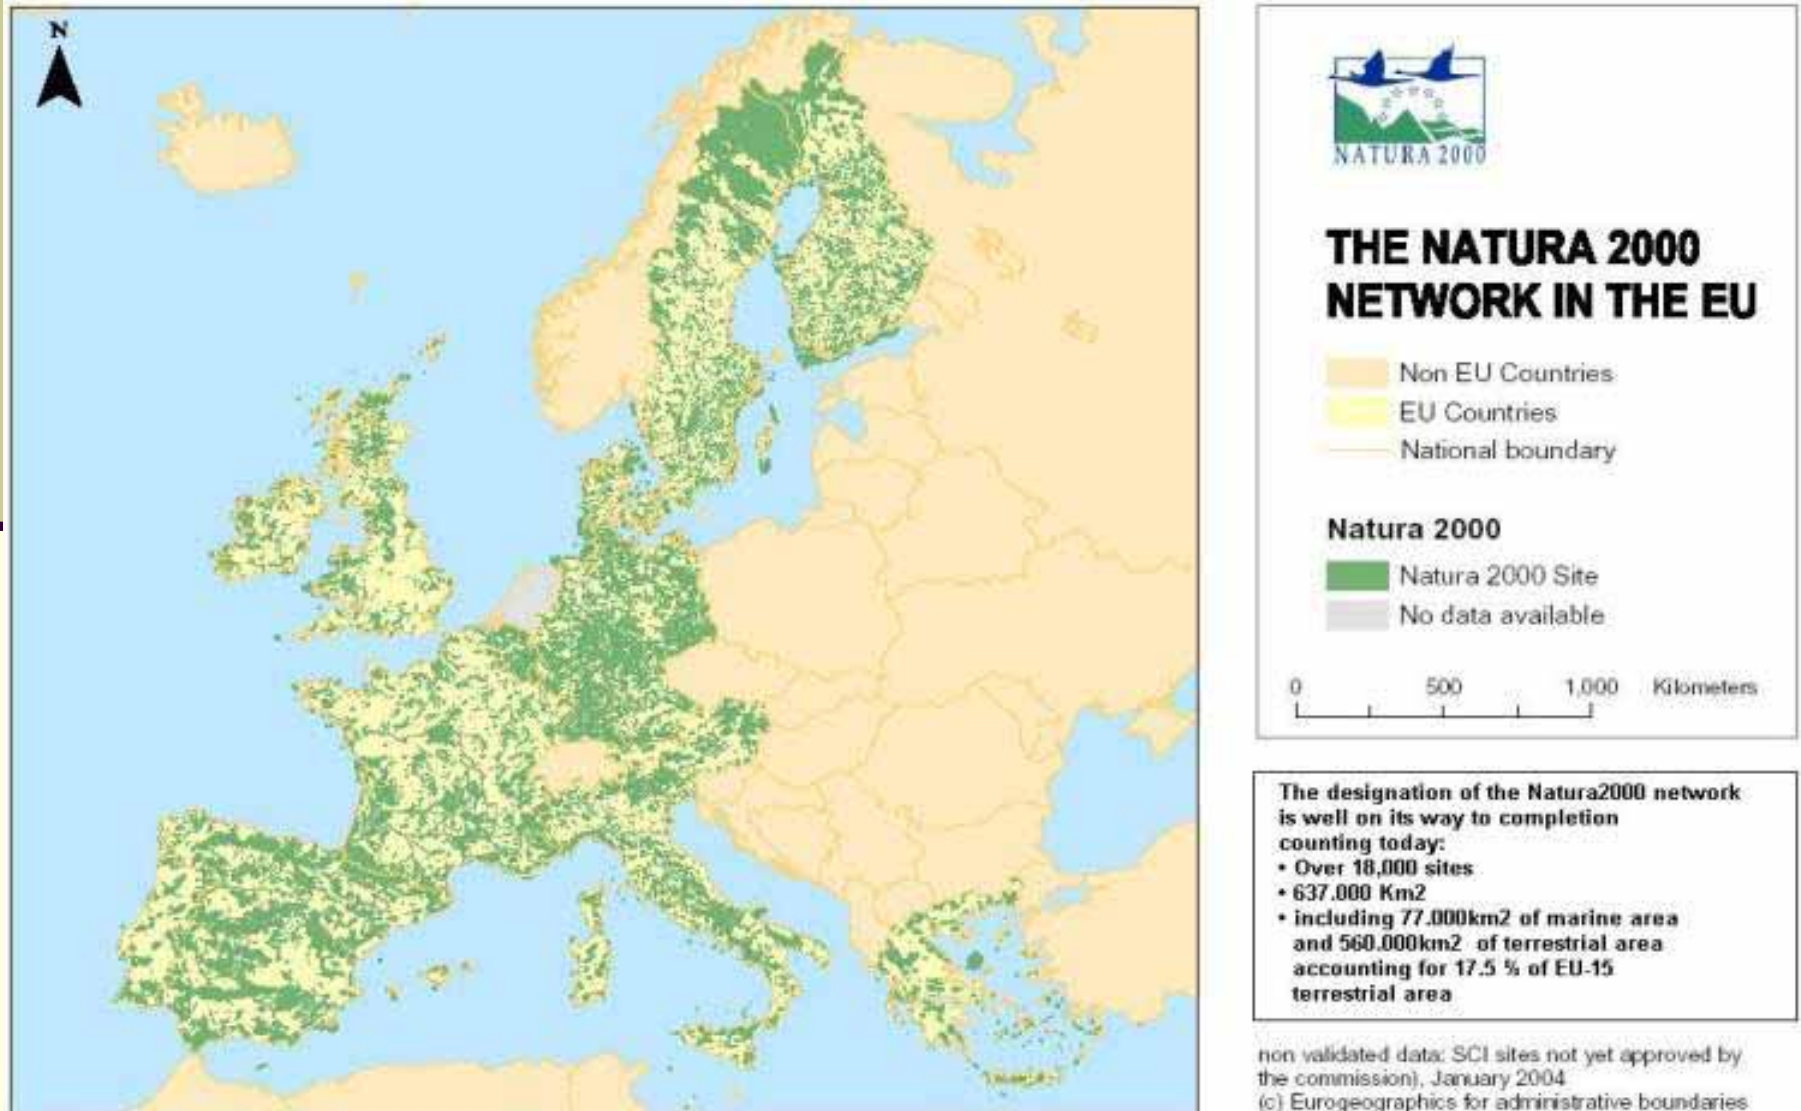 N
NATURA 2000
THE NATURA 2000
NETWORK IN THE EU
Non EU Countries
EU Countries
National boundary
Natura 2000
Natura 2000 Site
No data available
0 500 1,000 Kilometers
The designation of the Natura2000 network
is well on its way to completion
counting today:
• Over 18,000 sites
• 637.000 Km2
• including 77.000km2 of marine area
and 560.000km2 of terrestrial area
accounting for 17.5 % of EU-15
terrestrial area
non validated data: SCI sites not yet approved by
the commission), January 2004
(c) Eurogeographics for administrative boundaries